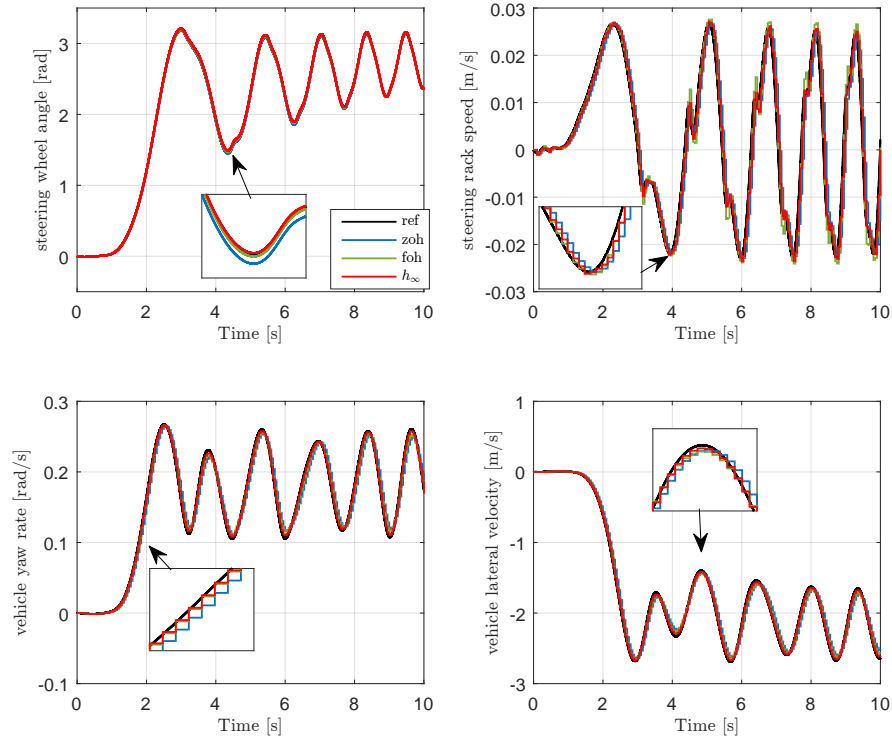 3
2
1
0
0 2 4 6 8 10
Time [s]
steering wheel angle [rad]
ref
zoh
foh
h∞
0.03
0.02
0.01
0
-0.01
-0.02
-0.03
0 2 4 6 8 10
Time [s]
steering rack speed [m/s]
0.3
0.2
0.1
0
-0.1
0 2 4 6 8 10
Time [s]
vehicle yaw rate [rad/s]
1
0
-1
-2
-3
0 2 4 6 8 10
Time [s]
vehicle lateral velocity [m/s]